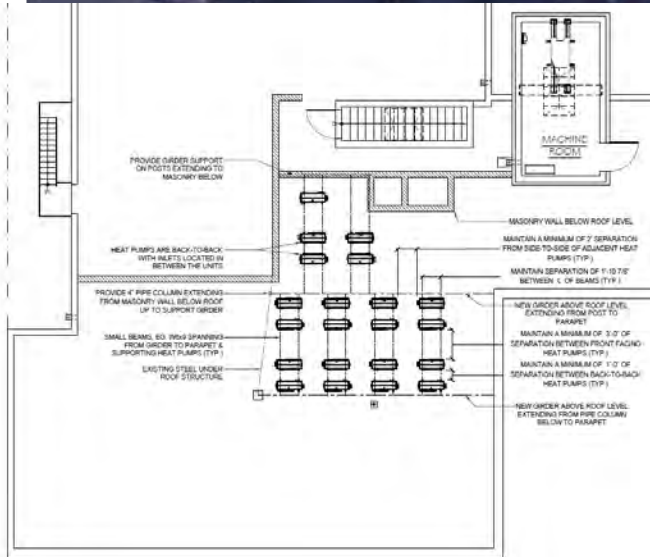 MACHINE
ROOM
PROVIDE GIRDER SUPPORT
ON POSTS EXTENDING TO
MASONRY BELOW
MASONRY WALL BELOW ROOF LEVEL
MAINTAIN A MINIMUM OF 2' SEPARATION
FROM SIDE-TO-SIDE OF ADJACENT HEAT
PUMPS (TYP.)
HEAT PUMPS ARE BACK-TO-BACK
WITH INLETS LOCATED IN
BETWEEN THE UNITS
MAINTAIN SEPARATION OF 1'-10 7/8"
BETWEEN ℄ OF BEAMS (TYP.)
PROVIDE 4" PIPE COLUMN EXTENDING
FROM MASONRY WALL BELOW ROOF
UP TO SUPPORT GIRDER
NEW GIRDER ABOVE ROOF LEVEL
EXTENDING FROM POST TO
PARAPET
SMALL BEAMS, EG. W6x9 SPANNING
FROM GIRDER TO PARAPET &
SUPPORTING HEAT PUMPS (TYP.)
MAINTAIN A MINIMUM OF 3'-0" OF
SEPARATION BETWEEN FRONT FACING
HEAT PUMPS (TYP.)
EXISTING STEEL UNDER
ROOF STRUCTURE
MAINTAIN A MINIMUM OF 1'-0" OF
SEPARATION BETWEEN BACK-TO-BACK
HEAT PUMPS (TYP.)
NEW GIRDER ABOVE ROOF LEVEL
EXTENDING FROM PIPE COLUMN
BELOW TO PARAPET